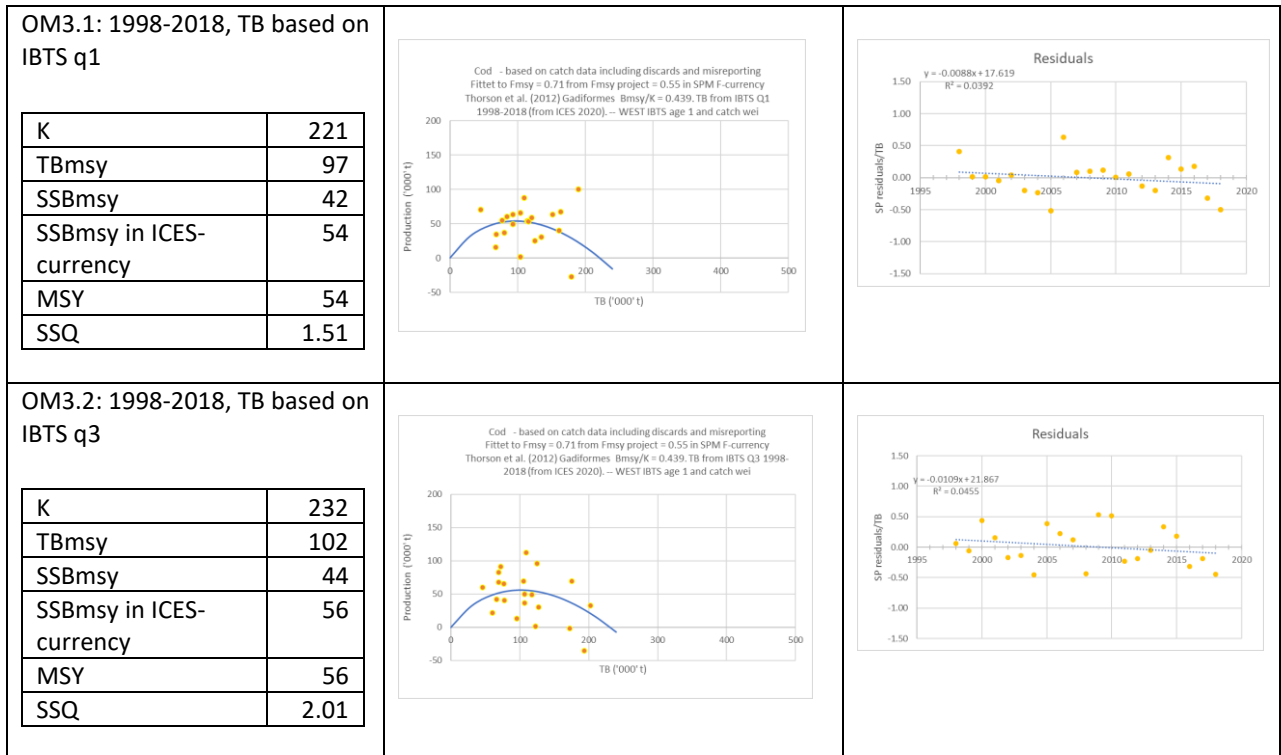 OM3.1: 1998-2018, TB based on
IBTS q1
K 221
TBmsy 97
SSBmsy 42
SSBmsy in ICES- 54
currency
MSY 54
SSQ 1.51
Cod - based on catch data including discards and misreporting
Fittet to Fmsy = 0.71 from Fmsy project = 0.55 in SPM F-currency
Thorson et al. (2012) Gadiformes Bmsy/K = 0.439. TB from IBTS Q1
1998-2018 (from ICES 2020). -- WEST IBTS age 1 and catch wei
200
150
100
50
0
-50
0 100 200 300 400 500
Production ('000' t)
TB ('000' t)
Residuals
y = -0.0088x + 17.619
R² = 0.0392
1.50
1.00
0.50
0.00
-0.50
-1.00
-1.50
1995 2000 2005 2010 2015 2020
SP residuals/TB
OM3.2: 1998-2018, TB based on
IBTS q3
K 232
TBmsy 102
SSBmsy 44
SSBmsy in ICES- 56
currency
MSY 56
SSQ 2.01
Cod - based on catch data including discards and misreporting
Fittet to Fmsy = 0.71 from Fmsy project = 0.55 in SPM F-currency
Thorson et al. (2012) Gadiformes Bmsy/K = 0.439. TB from IBTS Q3 1998-
2018 (from ICES 2020). -- WEST IBTS age 1 and catch wei
200
150
100
50
0
-50
0 100 200 300 400 500
Production ('000' t)
TB ('000' t)
Residuals
y = -0.0109x + 21.867
R² = 0.0455
1.50
1.00
0.50
0.00
-0.50
-1.00
-1.50
1995 2000 2005 2010 2015 2020
SP residuals/TB